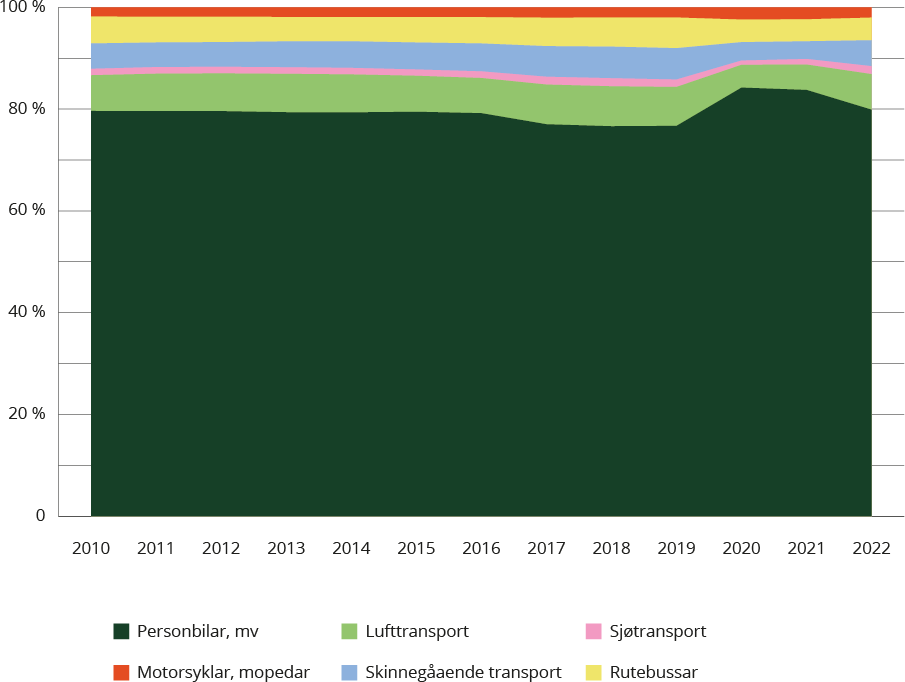 100 %
80 %
60 %
40 %
20 %
0
2010 2011 2012 2013 2014 2015 2016 2017 2018 2019 2020 2021 2022
Personbilar, mv Lufttransport Sjøtransport
Motorsyklar, mopedar Skinnegåaende transport Rutebussar